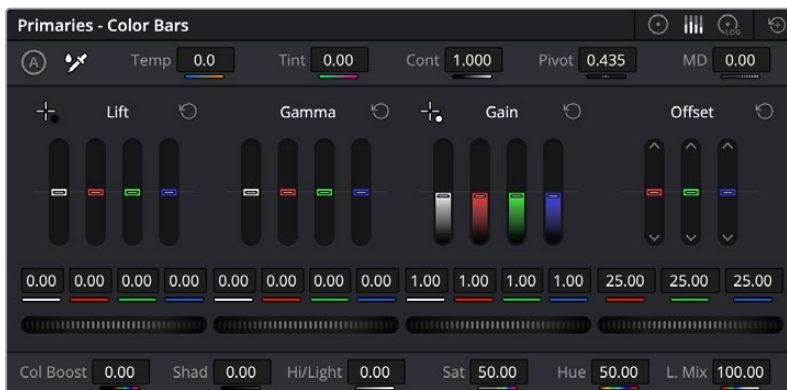 Primaries - Color Bars LOG
A Temp 0.0 Tint 0.00 Cont 1.000 Pivot 0.435 MD 0.00
Lift Gamma Gain Offset
0.00 0.00 0.00 0.00 0.00 0.00 0.00 0.00 1.00 1.00 1.00 1.00 25.00 25.00 25.00
Col Boost 0.00 Shad 0.00 Hi/Light 0.00 Sat 50.00 Hue 50.00 L. Mix 100.00